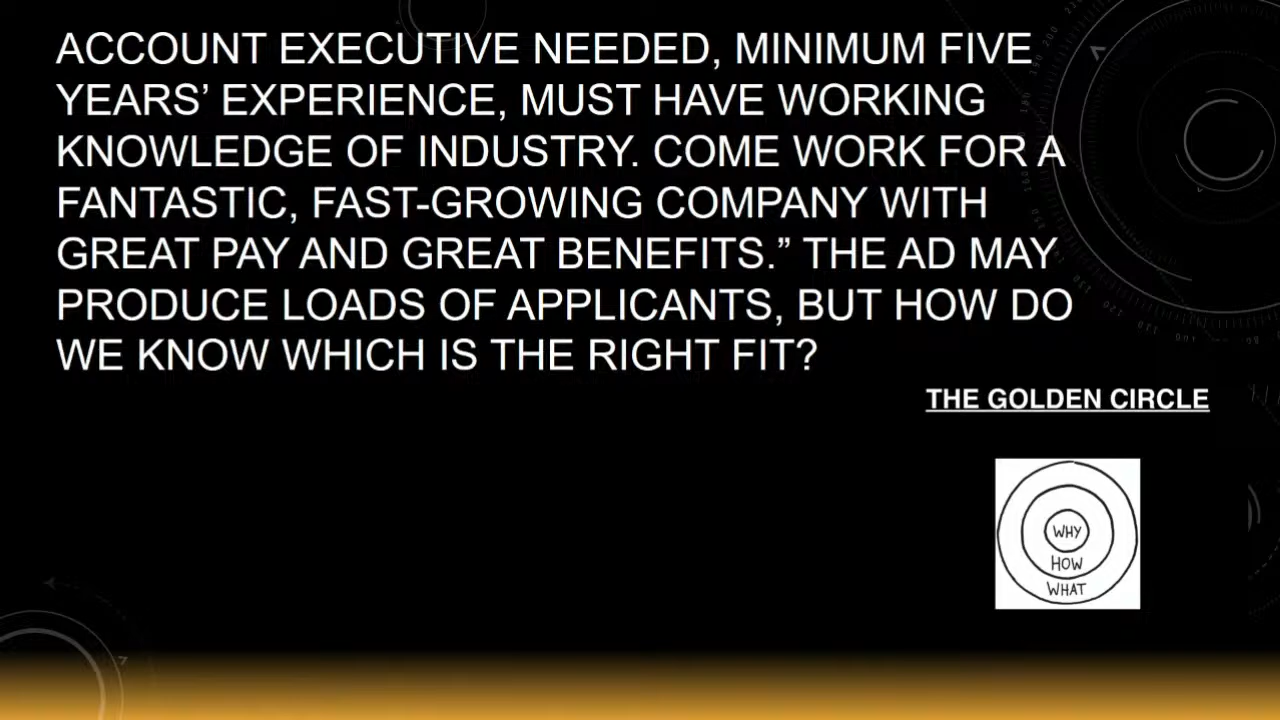 ACCOUNT EXECUTIVE NEEDED, MINIMUM FIVE
YEARS’ EXPERIENCE, MUST HAVE WORKING
KNOWLEDGE OF INDUSTRY. COME WORK FOR A
FANTASTIC, FAST-GROWING COMPANY WITH
GREAT PAY AND GREAT BENEFITS.” THE AD MAY
PRODUCE LOADS OF APPLICANTS, BUT HOW DO
WE KNOW WHICH IS THE RIGHT FIT?
THE GOLDEN CIRCLE
WHY
HOW
WHAT